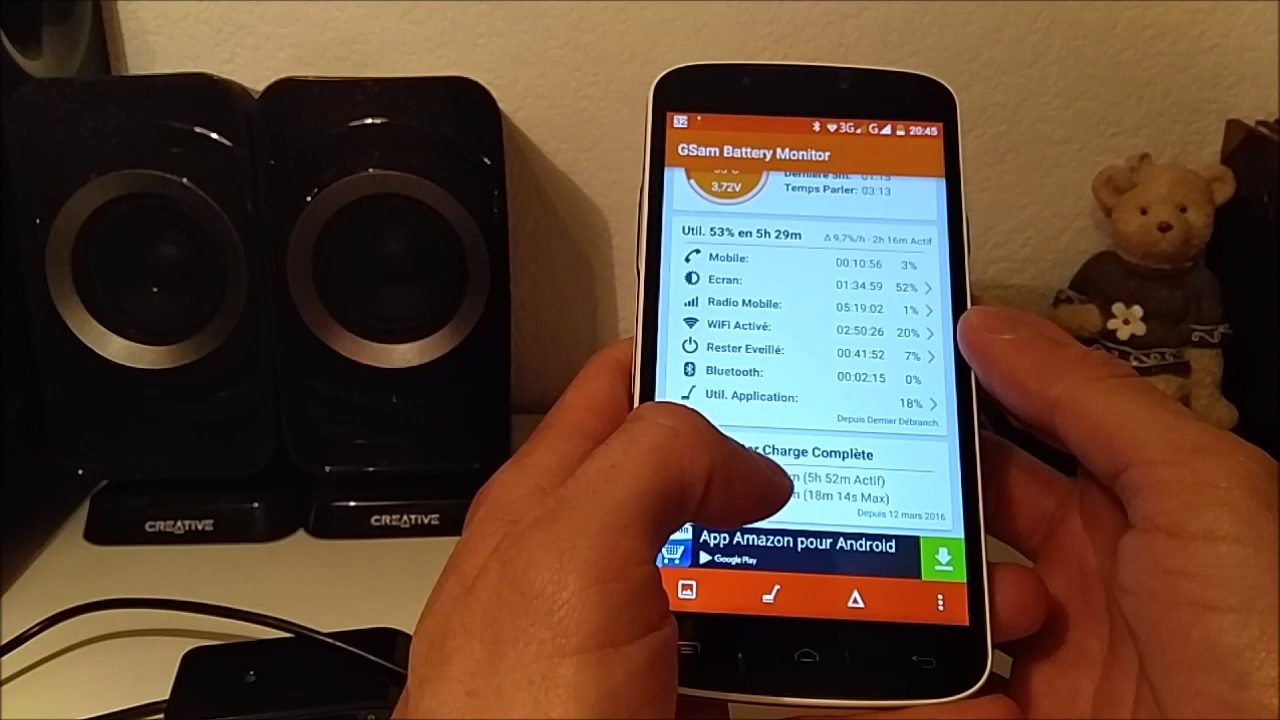 CREATIVE
CREATIVE
32 3G G 20:45
GSam Battery Monitor
3,72V
Temps Parler: 03:13
Util. 53% en 5h 29m Δ 9,7%/h - 2h 16m Actif
Mobile: 00:10:56 3%
Ecran: 01:34:59 52%
Radio Mobile: 05:19:02 1%
WiFi Activé: 02:50:26 20%
Rester Eveillé: 00:41:52 7%
Bluetooth: 00:02:15 0%
Util. Application: 18%
Depuis Dernier Débranch.
Charge Complète
(5h 52m Actif)
(18m 14s Max)
Depuis 12 mars 2016
App Amazon pour Android
Google Play